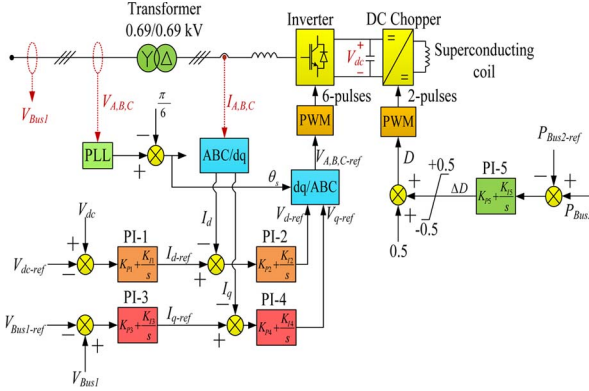 Transformer
0.69/0.69 kV
Inverter
DC Chopper
Y Δ
V_dc
+
−
Superconducting
coil
V_Bus1
V_A,B,C
π/6
I_A,B,C
6-pulses
2-pulses
PWM
PWM
PLL
−
+
ABC/dq
V_A,B,C-ref
D
P_Bus2-ref
θ_s
dq/ABC
+0.5
PI-5
−
+
+
ΔD
K_P5+K_I5/s
+
-0.5
0.5
P_Bus
V_dc
I_d
V_d-ref
V_q-ref
PI-1
I_d-ref
PI-2
+
−
V_dc-ref
−
K_P1+K_I1/s
+
K_P2+K_I2/s
PI-3
I_q
PI-4
V_Bus1-ref
I_q-ref
−
−
+
K_P3+K_I3/s
+
K_P4+K_I4/s
V_Bus1